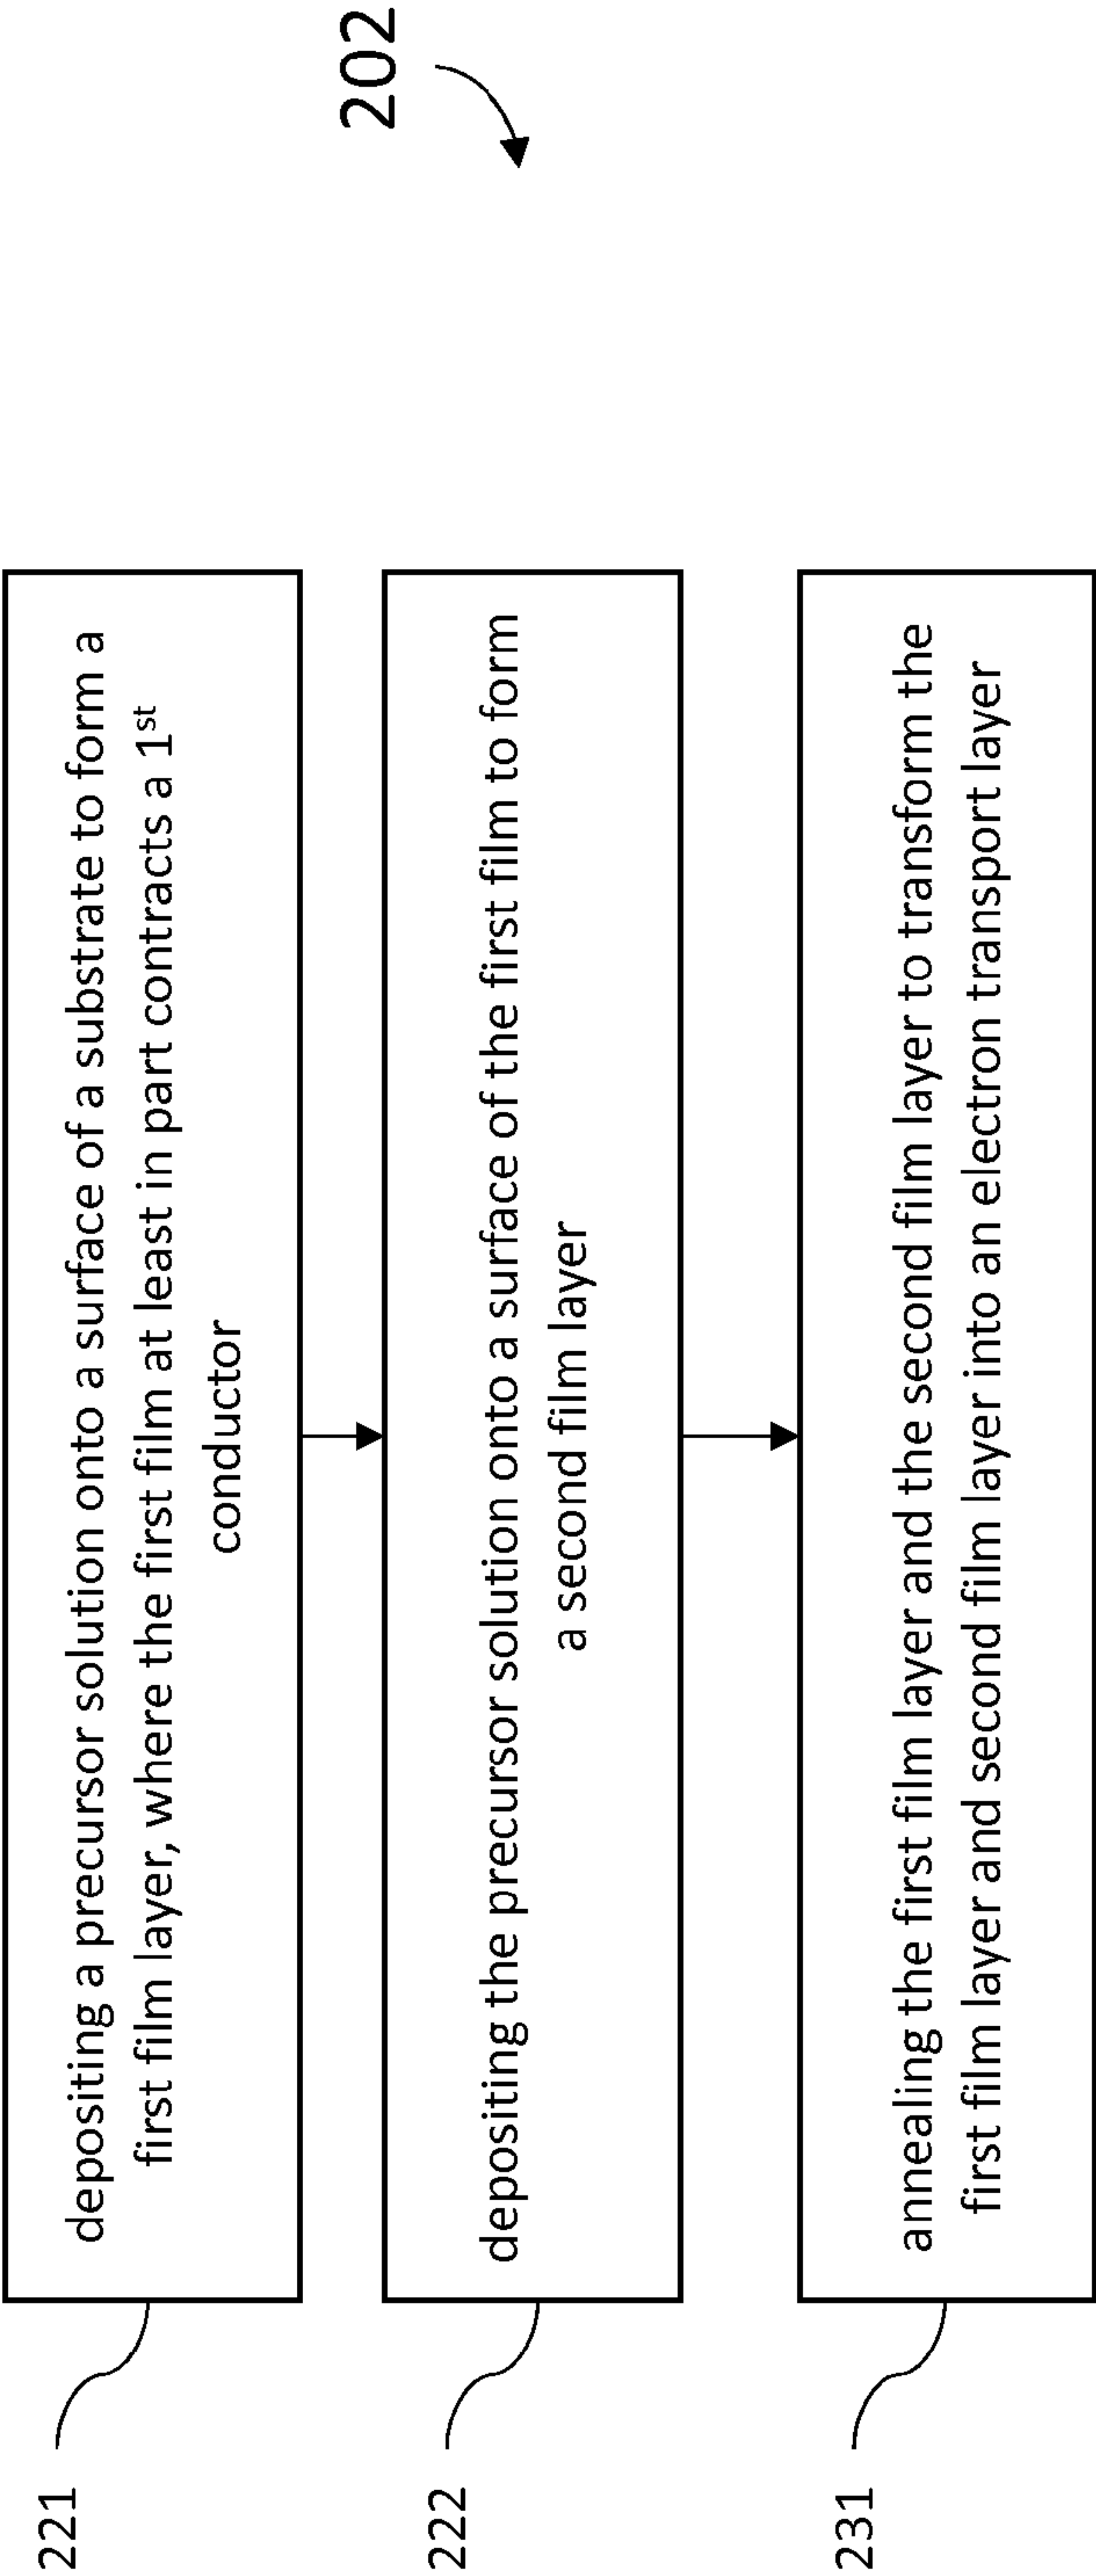 202
221
depositing a precursor solution onto a surface of a substrate to form a
first film layer, where the first film at least in part contracts a 1st
conductor
222
depositing the precursor solution onto a surface of the first film to form
a second film layer
231
annealing the first film layer and the second film layer to transform the
first film layer and second film layer into an electron transport layer